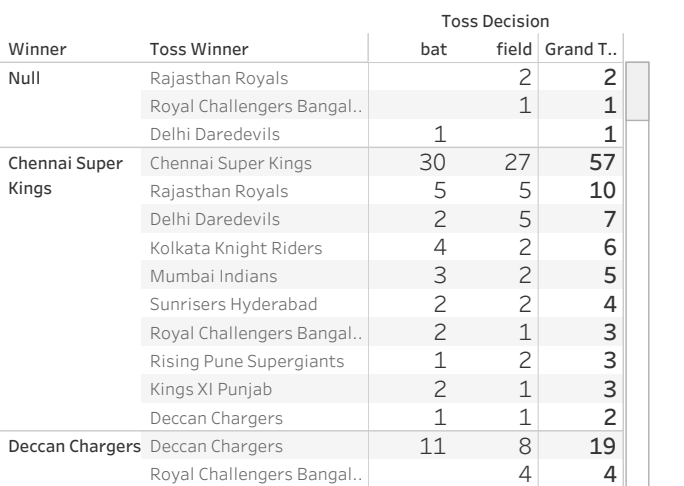 Toss Decision
Winner Toss Winner bat field Grand T..
Null Rajasthan Royals 2 2
Royal Challengers Bangal.. 1 1
Delhi Daredevils 1 1
Chennai Super Kings Chennai Super Kings 30 27 57
Rajasthan Royals 5 5 10
Delhi Daredevils 2 5 7
Kolkata Knight Riders 4 2 6
Mumbai Indians 3 2 5
Sunrisers Hyderabad 2 2 4
Royal Challengers Bangal.. 2 1 3
Rising Pune Supergiants 1 2 3
Kings XI Punjab 2 1 3
Deccan Chargers 1 1 2
Deccan Chargers Deccan Chargers 11 8 19
Royal Challengers Bangal.. 4 4